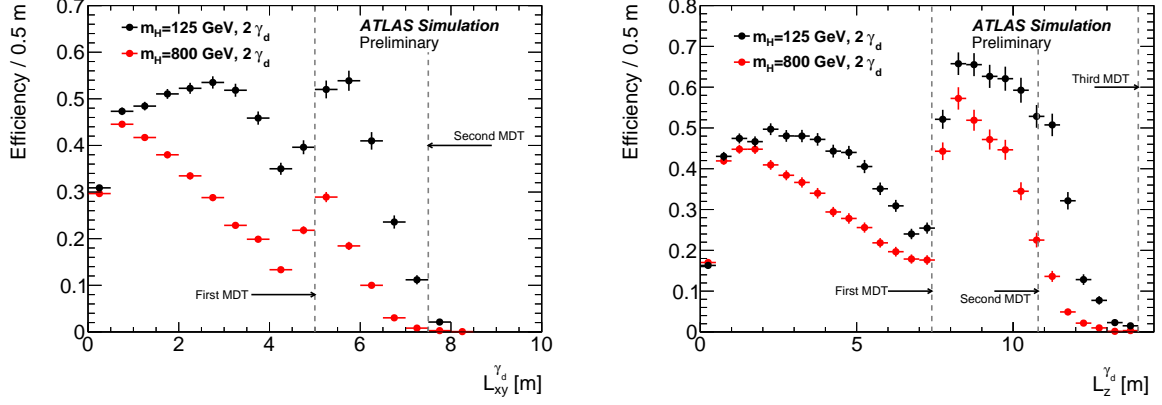 Efficiency / 0.5 m
0.7
0.6
0.5
0.4
0.3
0.2
0.1
0
m_H=125 GeV, 2 γ_d
m_H=800 GeV, 2 γ_d
ATLAS Simulation
Preliminary
Second MDT
First MDT
0 2 4 6 8 10
L_xy^γ_d [m]
Efficiency / 0.5 m
0.8
0.7
0.6
0.5
0.4
0.3
0.2
0.1
0
ATLAS Simulation
Preliminary
m_H=125 GeV, 2 γ_d
m_H=800 GeV, 2 γ_d
Third MDT
First MDT
Second MDT
0 5 10
L_z^γ_d [m]